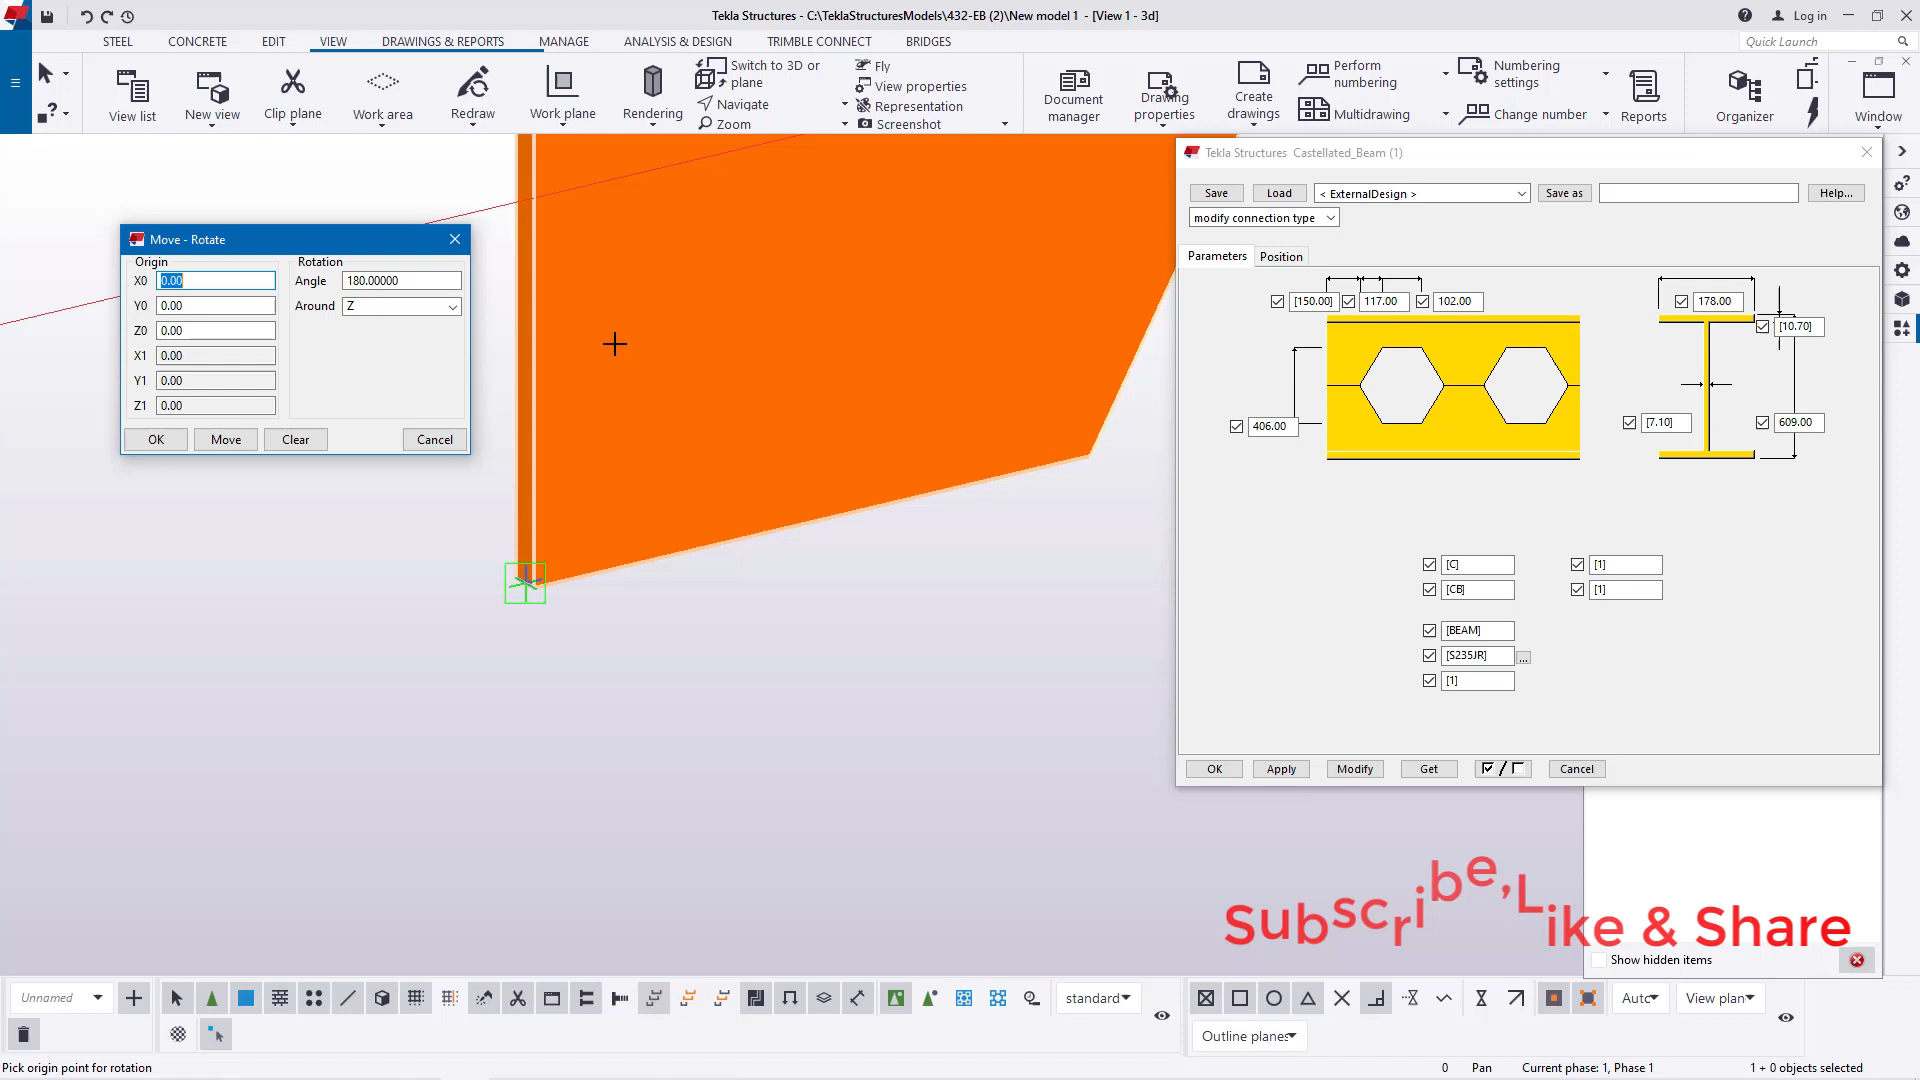 Tekla Structures - C:\TeklaStructuresModels\432-EB (2)\New model 1 - [View 1 - 3d]
Log in
STEEL CONCRETE EDIT VIEW DRAWINGS & REPORTS MANAGE ANALYSIS & DESIGN TRIMBLE CONNECT BRIDGES
Quick Launch
View list
New view
Clip plane
Work area
Redraw
Work plane
Rendering
Switch to 3D or
plane
Navigate
Zoom
Fly
View properties
Representation
Screenshot
Document
manager
Drawing
properties
Create
drawings
Perform
numbering
Multidrawing
Numbering
settings
Change number
Reports
Organizer
Window
Move - Rotate
Origin
X0 0.00
Y0 0.00
Z0 0.00
X1 0.00
Y1 0.00
Z1 0.00
Rotation
Angle 180.00000
Around Z
OK Move Clear Cancel
Tekla Structures Castellated_Beam (1)
Save Load < ExternalDesign > Save as Help...
modify connection type
Parameters Position
[150.00] 117.00 102.00 178.00
[10.70]
406.00 [7.10] 609.00
[C] [1]
[CB] [1]
[BEAM]
[S235JR] ...
[1]
OK Apply Modify Get / Cancel
Subscribe,Like & Share
Show hidden items
Unnamed
standard
Auto
View plan
Outline planes
Pick origin point for rotation
0 Pan Current phase: 1, Phase 1 1 + 0 objects selected